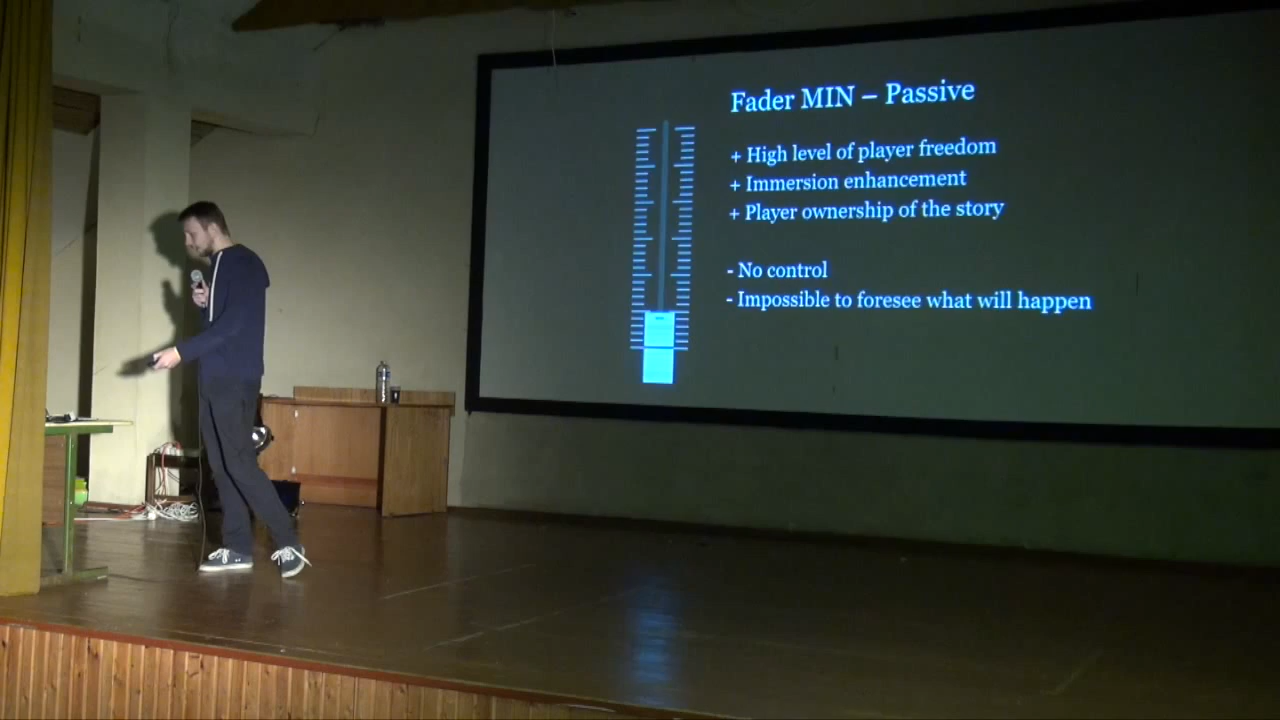 Fader MIN – Passive
+ High level of player freedom
+ Immersion enhancement
+ Player ownership of the story
- No control
- Impossible to foresee what will happen